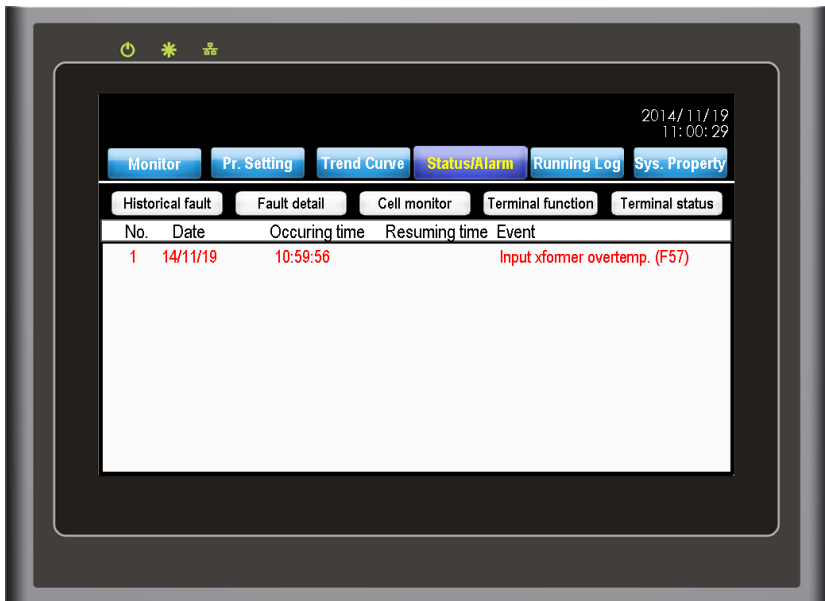 2014/11/19
11:00:29
Monitor Pr. Setting Trend Curve Status/Alarm Running Log Sys. Property
Historical fault Fault detail Cell monitor Terminal function Terminal status
No. Date Occuring time Resuming time Event
1 14/11/19 10:59:56 Input xformer overtemp. (F57)